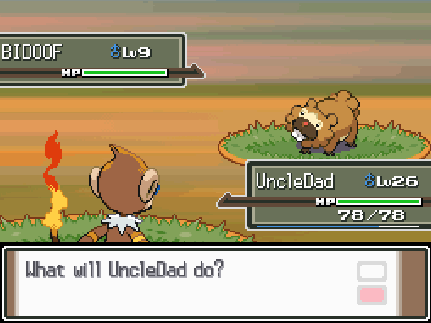 BIDOOF ♂Lv9
HP
UncleDad ♂Lv26
HP
78/78
What will UncleDad do?